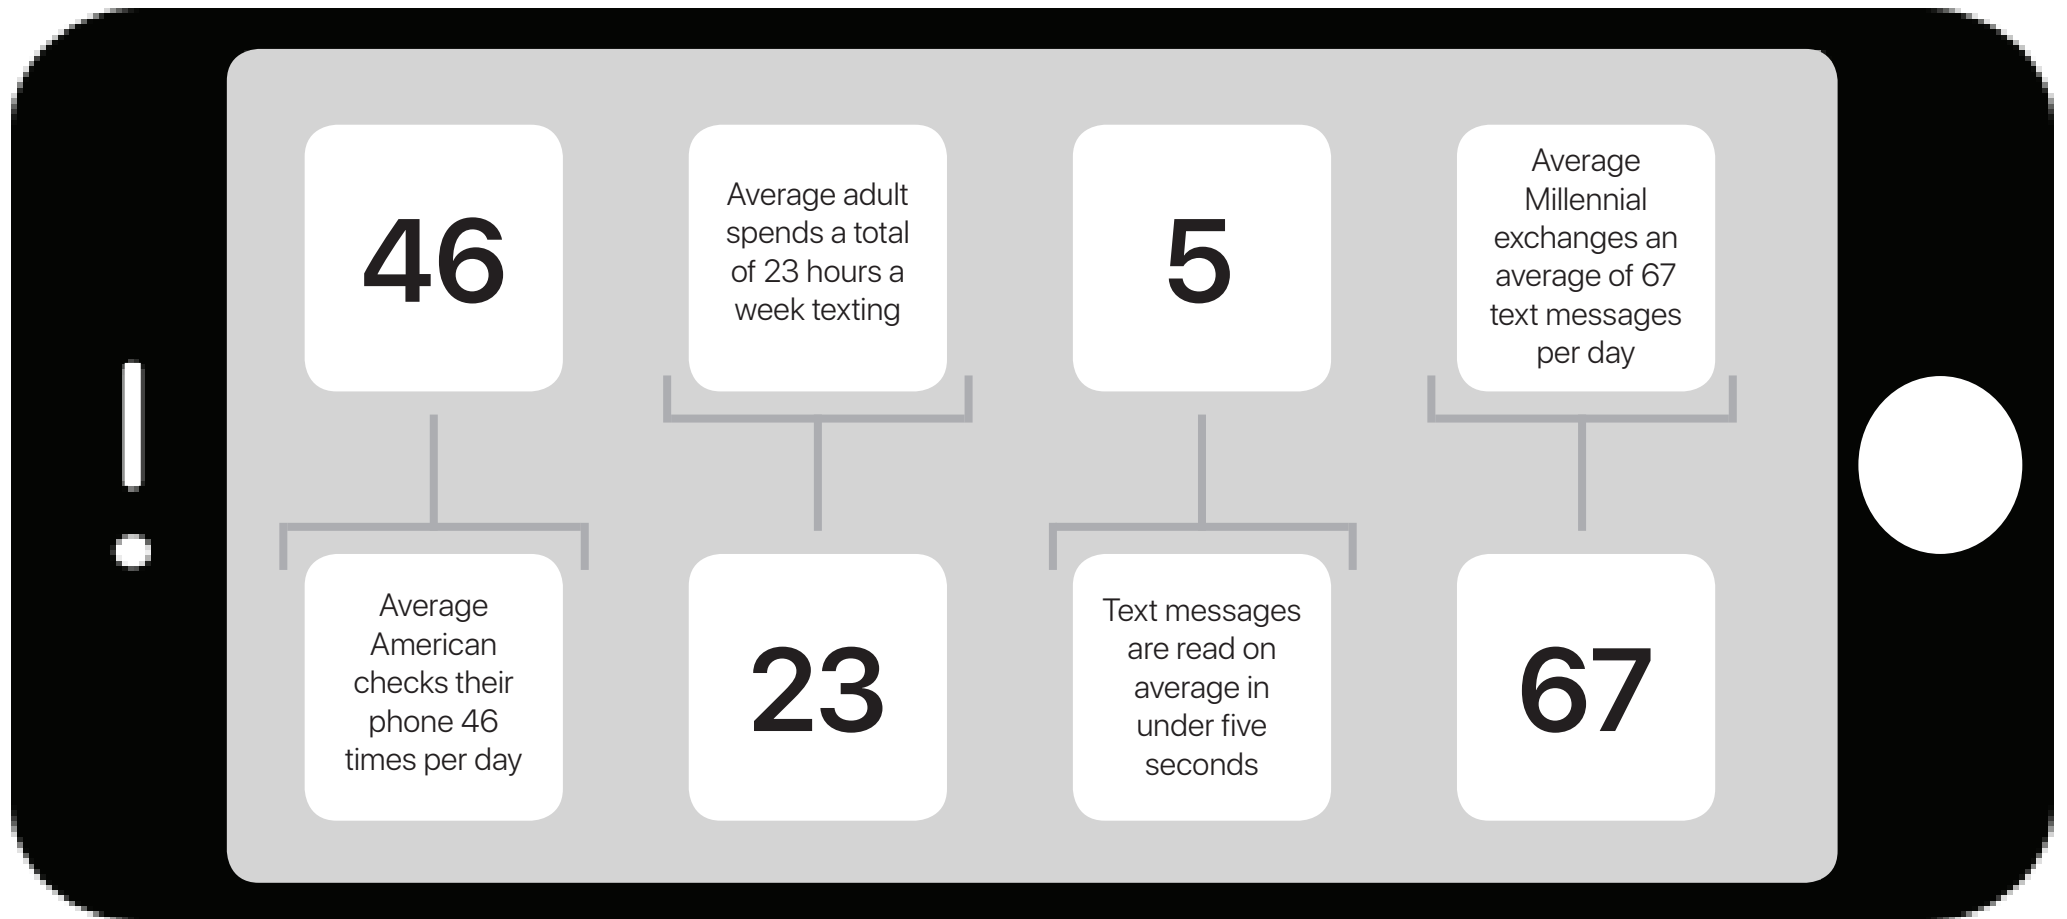 46
Average adult
spends a total
of 23 hours a
week texting
5
Average
Millennial
exchanges an
average of 67
text messages
per day
Average
American
checks their
phone 46
times per day
23
Text messages
are read on
average in
under five
seconds
67